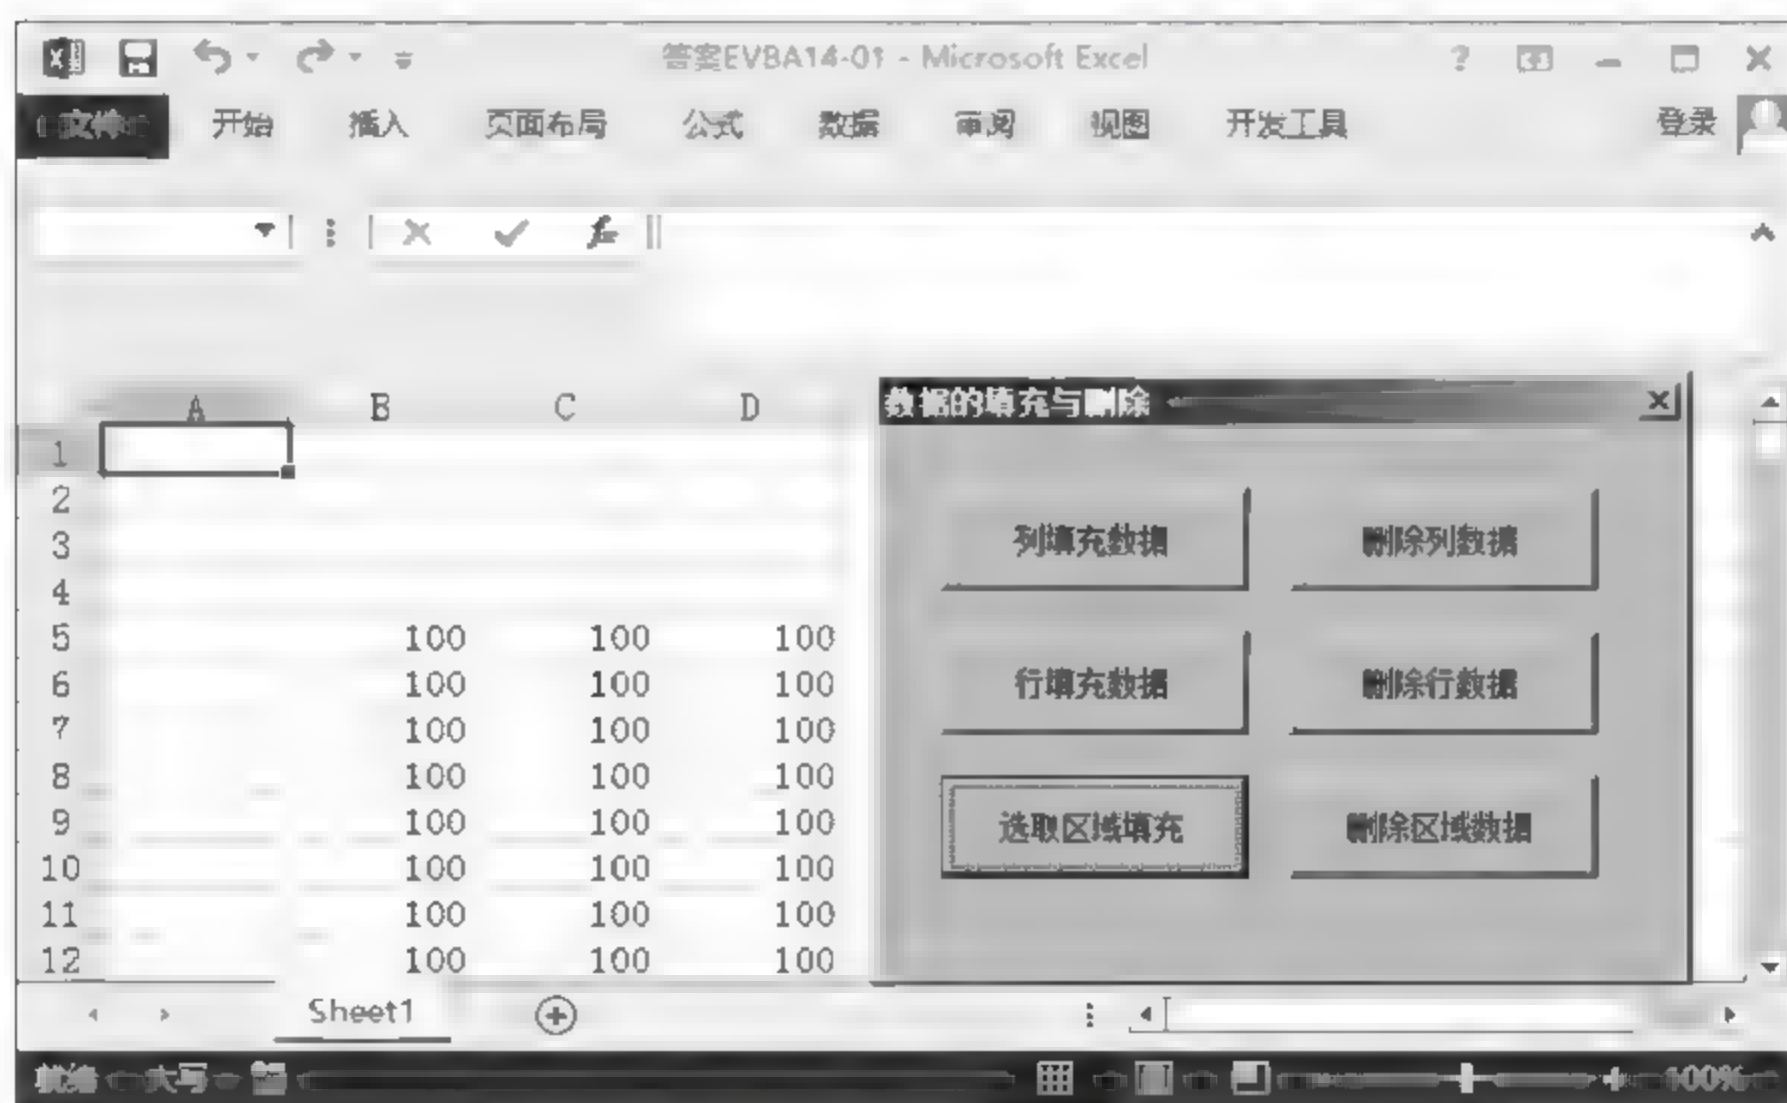 答案EVBA14-01 - Microsoft Excel
文件 开始 插入 页面布局 公式 数据 审阅 视图 开发工具 登录
A B C D
数据的填充与删除
1
2
3
4
列填充数据 删除列数据
5 100 100 100
6 100 100 100
行填充数据 删除行数据
7 100 100 100
8 100 100 100
9 100 100 100
选取区域填充 删除区域数据
10 100 100 100
11 100 100 100
12 100 100 100
Sheet1
就绪 大写 100%